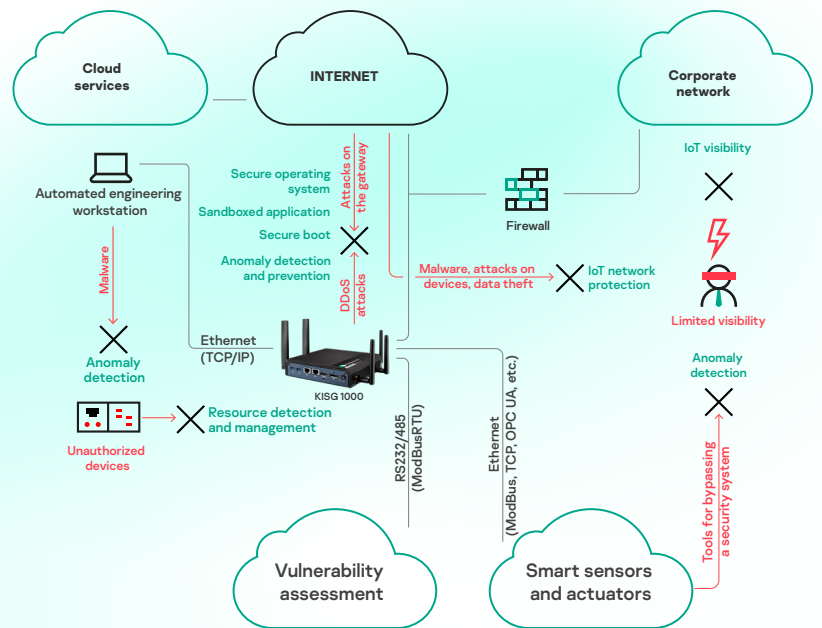 Cloud
services
INTERNET
Corporate
network
IoT visibility
Automated engineering
workstation
Secure operating
system
Sandboxed application
Secure boot
Anomaly detection
and prevention
Attacks on
the gateway
Firewall
Malware
DDoS
attacks
Malware, attacks on
devices, data theft
IoT network
protection
Limited visibility
Ethernet
(TCP/IP)
Anomaly
detection
KISG 1000
Anomaly
detection
Resource detection
and management
Unauthorized
devices
RS232/485
(ModBusRTU)
Ethernet
(ModBus, TCP, OPC UA, etc.)
Tools for bypassing
a security system
Vulnerability
assessment
Smart sensors
and actuators